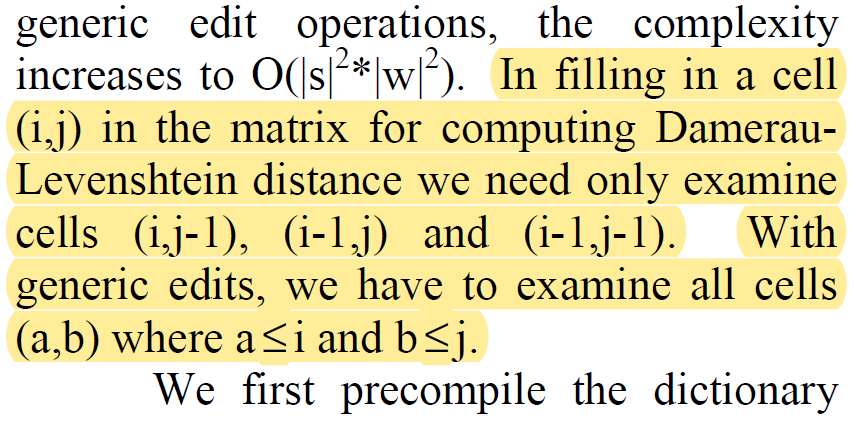 generic edit operations, the complexity
increases to O(|s|²*|w|²). In filling in a cell
(i,j) in the matrix for computing Damerau-
Levenshtein distance we need only examine
cells (i,j-1), (i-1,j) and (i-1,j-1). With
generic edits, we have to examine all cells
(a,b) where a≤i and b≤j.
We first precompile the dictionary